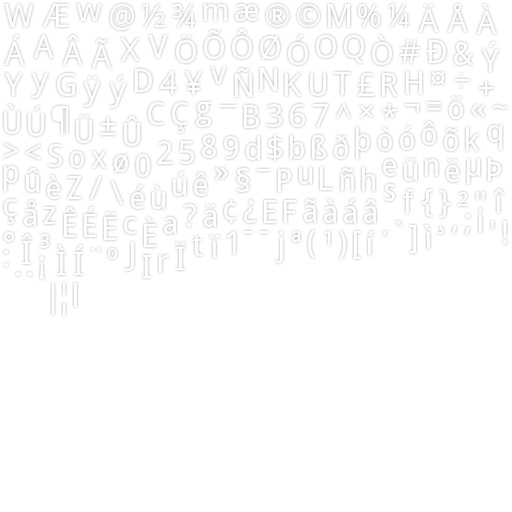 W Æ w @ ½ ¾ m æ ® © M % ¼ Ä Å À
Á A Â Ã X V Ö Õ Ô Ø Ó O Q Ò # Ð & Ý
Y y G ÿ ý D 4 ¥ v Ñ N K U T £ R H ¤ ÷ +
Ù Ú ¶ Ü ± Û C Ç g ¯ B 3 6 7 ^ × * ¬ = ö « ~
> < S o x ø 0 2 5 8 9 d $ b ß ð þ ò ó ô õ k q
p û è Z / \ é ù ú ê » § P u L ñ h e ü n ë µ Þ
ç å z Ê É Ë c È a ? ä ¢ ¿ E F ã à á â s f { } ² " î
° Î ³ Ì Í ¨ º J I r Ï t ï 1 j ª ( ¹ ) [ í ´ ` ] ì ' , ; i ' !
: . . ¡
| ¦ l